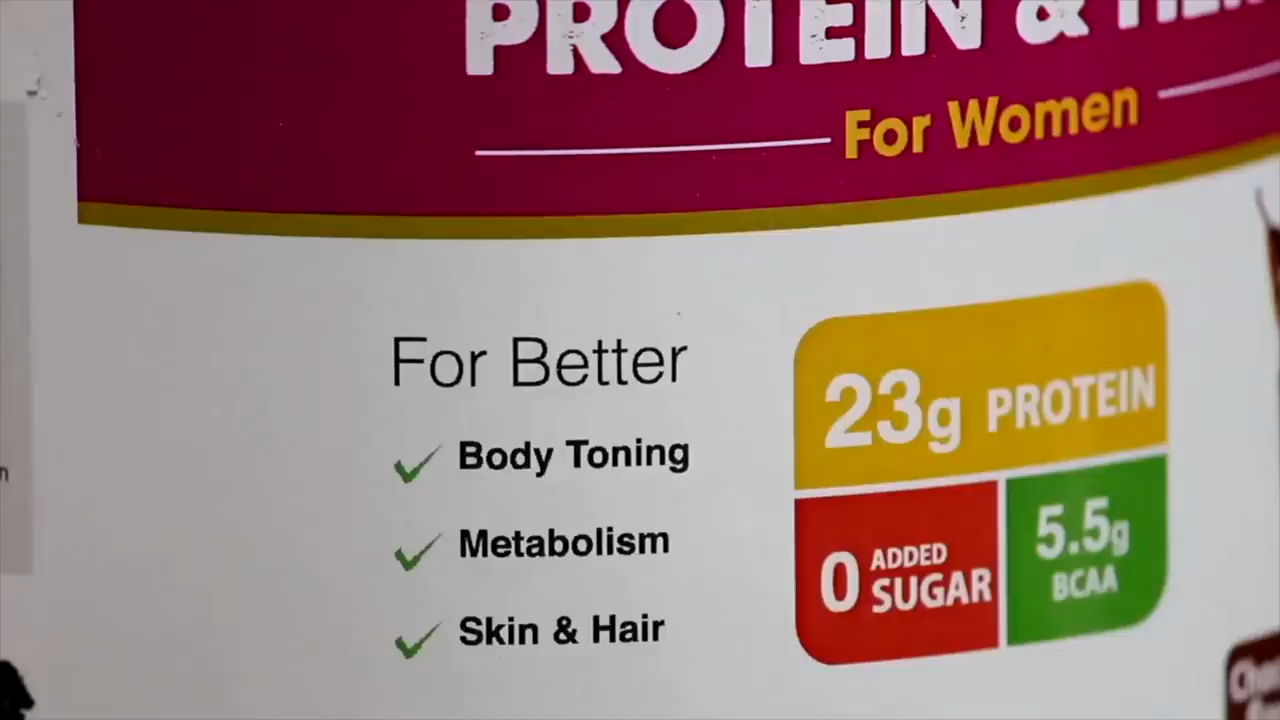 PROTEIN &
For Women
For Better
Body Toning
Metabolism
Skin & Hair
23g PROTEIN
0 ADDED
SUGAR
5.5g
BCAA